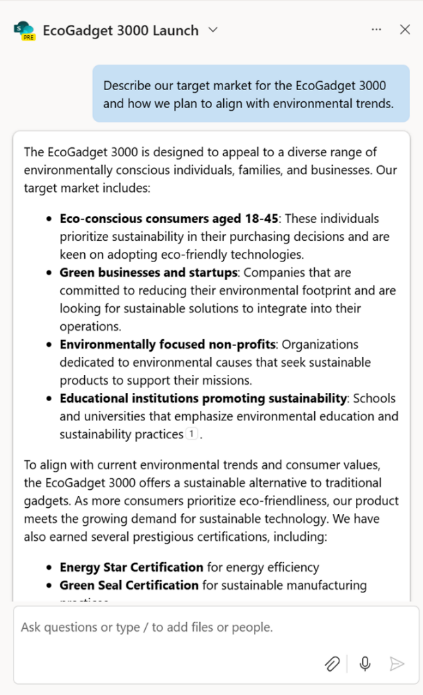 PRE
EcoGadget 3000 Launch
Describe our target market for the EcoGadget 3000
and how we plan to align with environmental trends.
The EcoGadget 3000 is designed to appeal to a diverse range of
environmentally conscious individuals, families, and businesses. Our
target market includes:
• Eco-conscious consumers aged 18-45: These individuals
prioritize sustainability in their purchasing decisions and are
keen on adopting eco-friendly technologies.
• Green businesses and startups: Companies that are
committed to reducing their environmental footprint and are
looking for sustainable solutions to integrate into their
operations.
• Environmentally focused non-profits: Organizations
dedicated to environmental causes that seek sustainable
products to support their missions.
• Educational institutions promoting sustainability: Schools
and universities that emphasize environmental education and
sustainability practices 1 .
To align with current environmental trends and consumer values,
the EcoGadget 3000 offers a sustainable alternative to traditional
gadgets. As more consumers prioritize eco-friendliness, our product
meets the growing demand for sustainable technology. We have
also earned several prestigious certifications, including:
• Energy Star Certification for energy efficiency
• Green Seal Certification for sustainable manufacturing
Ask questions or type / to add files or people.